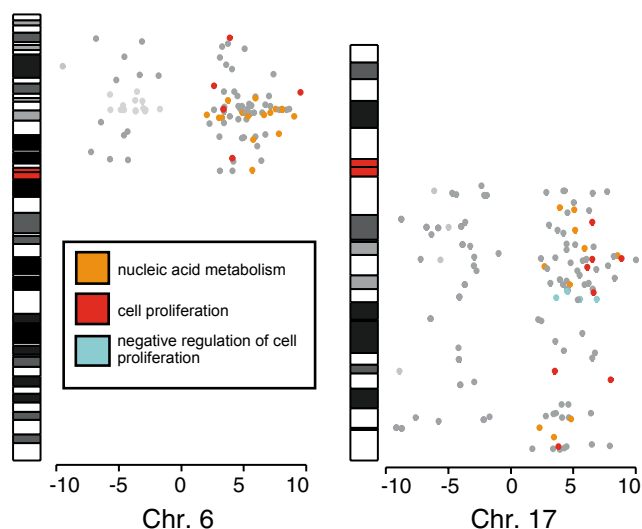 nucleic acid metabolism
cell proliferation
negative regulation of cell
proliferation
-10 -5 0 5 10
-10 -5 0 5 10
Chr. 6
Chr. 17